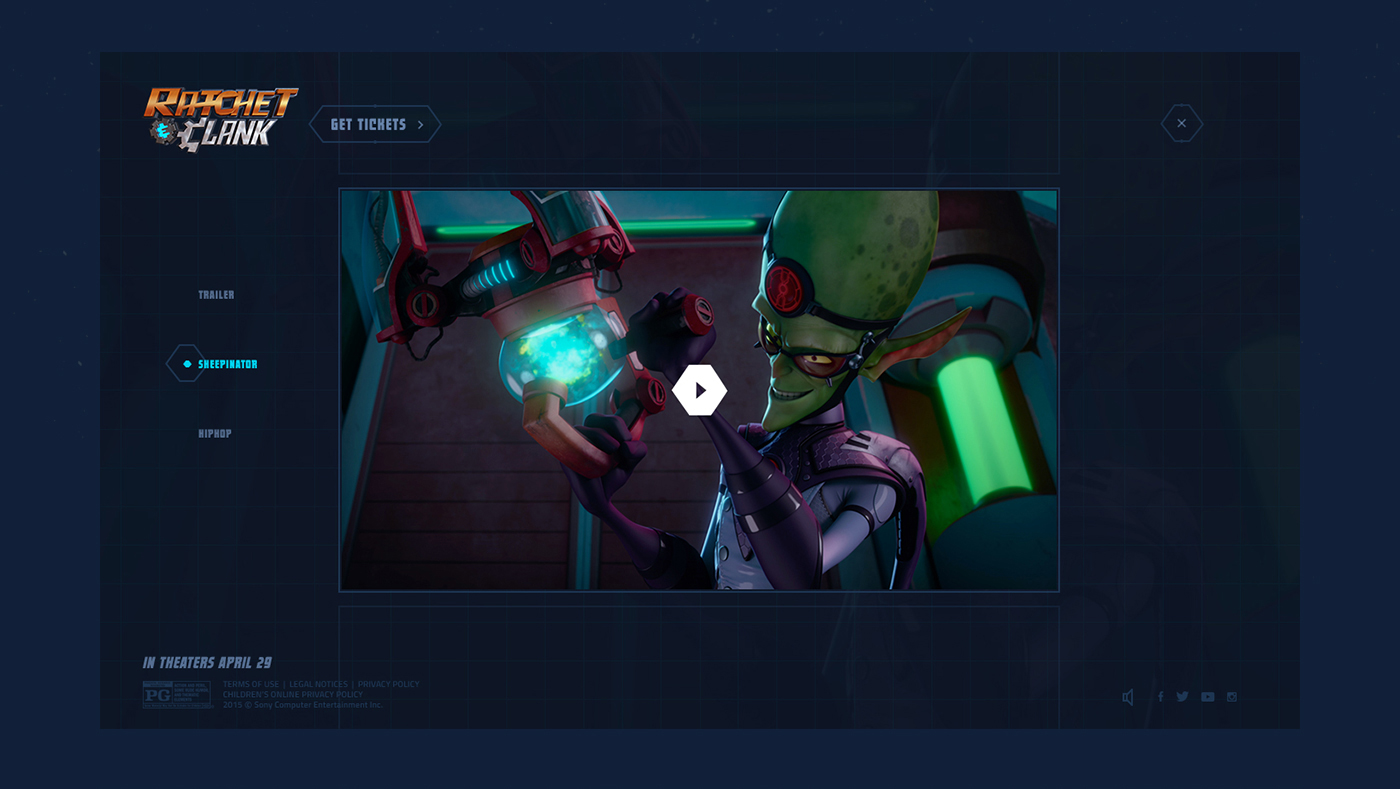 RATCHET
CLANK
GET TICKETS
TRAILER
SHEEPINATOR
HIPHOP
IN THEATERS APRIL 29
PG
TERMS OF USE | LEGAL NOTICES | PRIVACY POLICY
CHILDREN'S ONLINE PRIVACY POLICY
2015 © Sony Computer Entertainment Inc.